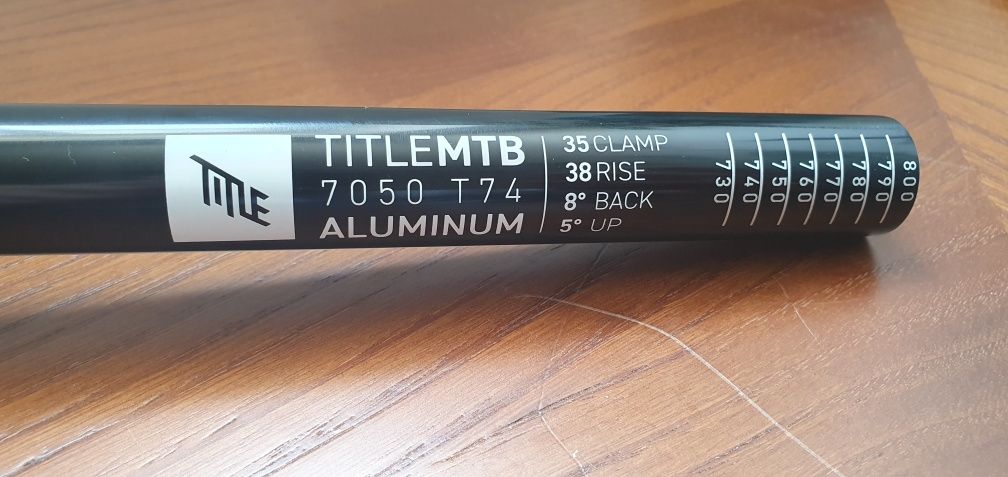 TITLE
TITLEMTB
7050 T74
ALUMINUM
35 CLAMP
38 RISE
8° BACK
5° UP
730
740
750
760
770
780
790
800